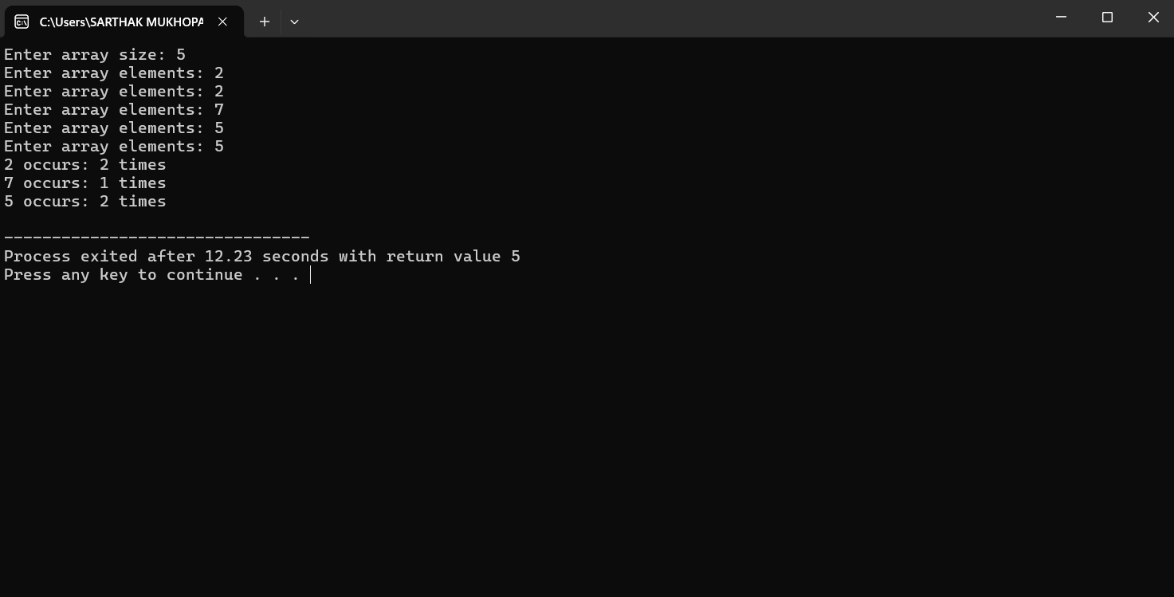 C:\Users\SARTHAK MUKHOPA
Enter array size: 5
Enter array elements: 2
Enter array elements: 2
Enter array elements: 7
Enter array elements: 5
Enter array elements: 5
2 occurs: 2 times
7 occurs: 1 times
5 occurs: 2 times
--------------------------------
Process exited after 12.23 seconds with return value 5
Press any key to continue . . .